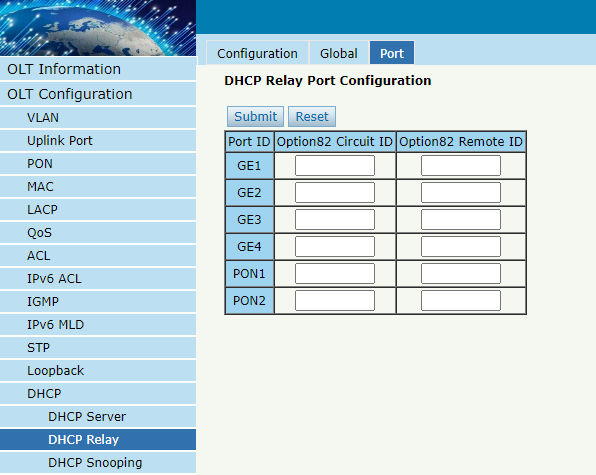 Configuration Global Port
OLT Information
OLT Configuration
VLAN
Uplink Port
PON
MAC
LACP
QoS
ACL
IPv6 ACL
IGMP
IPv6 MLD
STP
Loopback
DHCP
DHCP Server
DHCP Relay
DHCP Snooping
DHCP Relay Port Configuration
Submit Reset
Port ID Option82 Circuit ID Option82 Remote ID
GE1
GE2
GE3
GE4
PON1
PON2